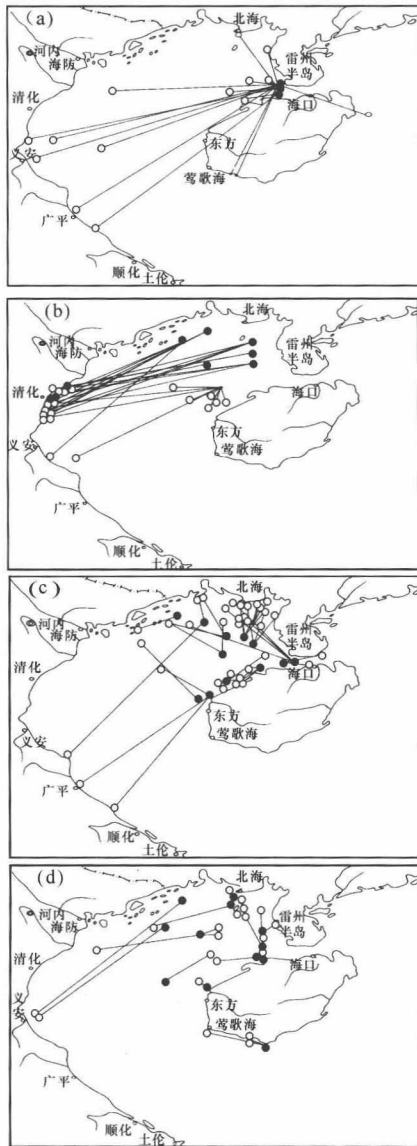 (a)
北海
河内
海防
雷州
半岛
清化
海口
义安
东方
莺歌海
广平
顺化
土伦
(b)
北海
河内
海防
雷州
半岛
清化
海口
东方
义安
莺歌海
广平
顺化
土伦
(c)
北海
河内
海防
雷州
半岛
清化
海口
东方
义安
莺歌海
广平
顺化
土伦
(d)
北海
河内
海防
雷州
半岛
清化
海口
东方
义
安
莺歌海
广平
顺化
土伦